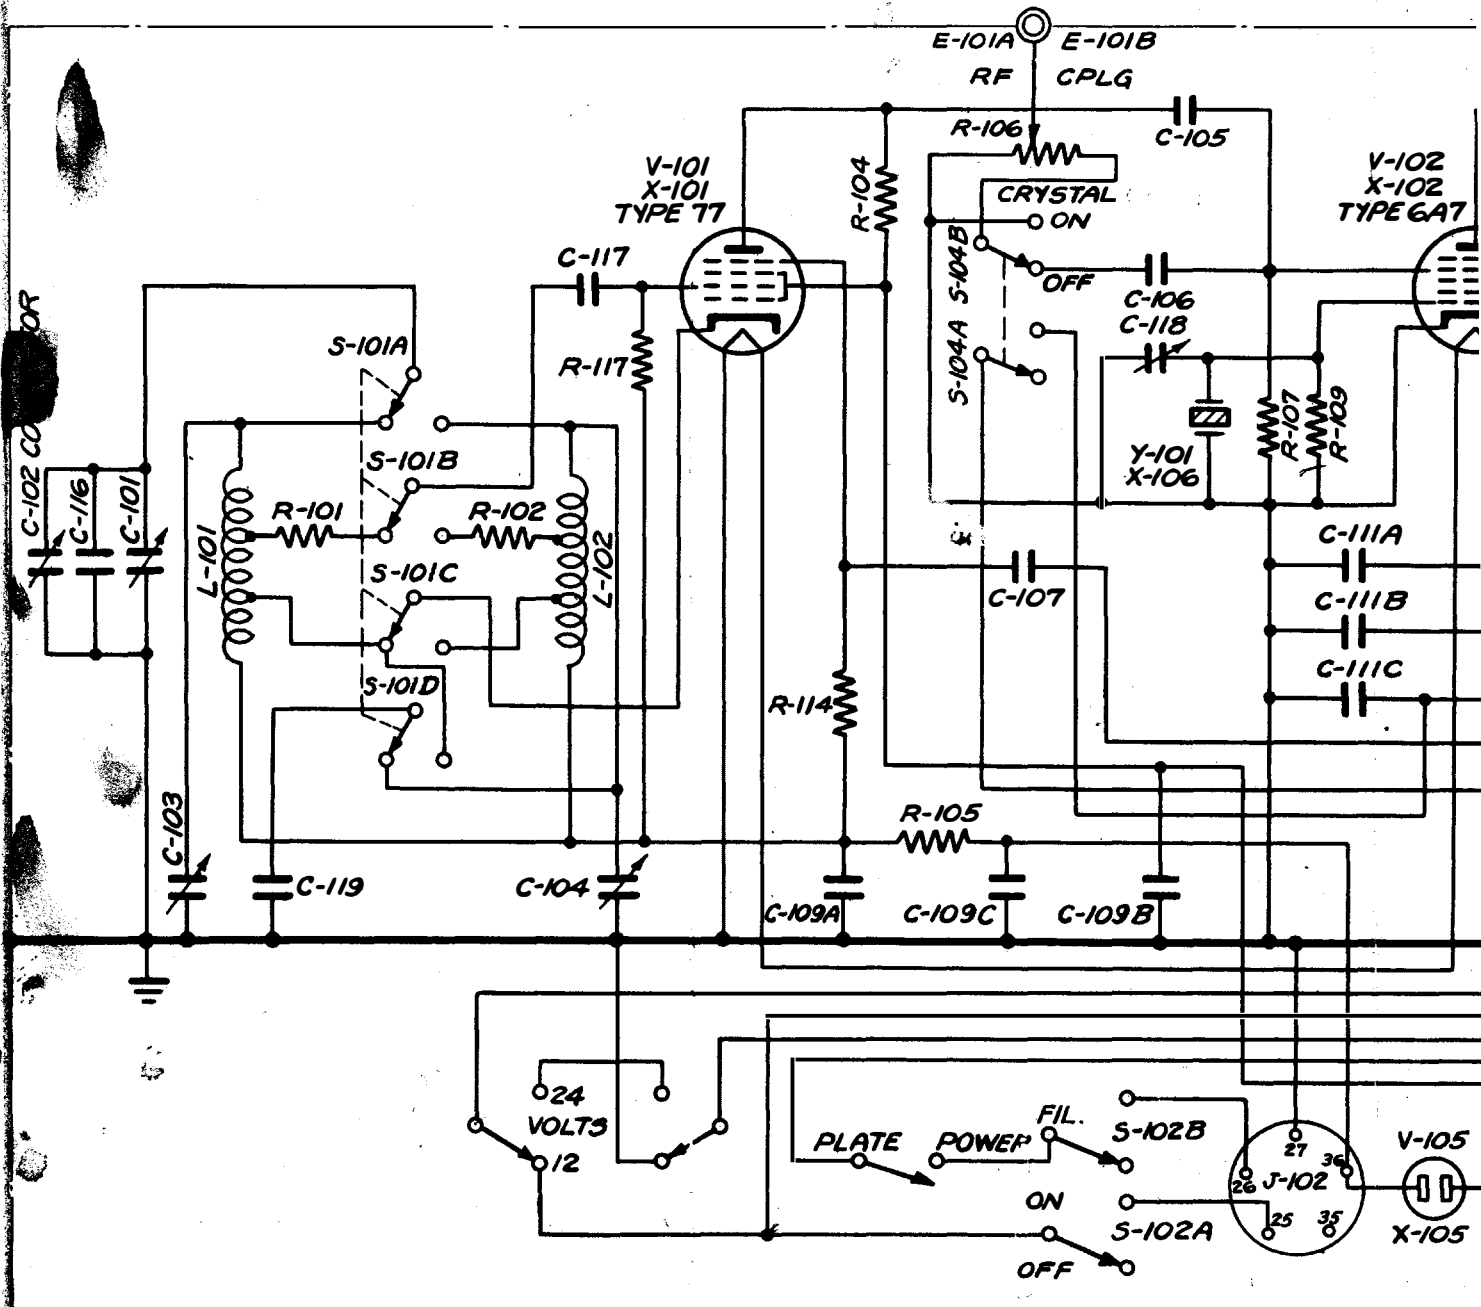 E-101A E-101B
RF CPLG
R-106
C-105
V-101
X-101
TYPE 77
R-104
V-102
X-102
TYPE 6A7
CRYSTAL
ON
S-104B
OFF
C-117
C-106
C-118
S-104A
S-101A
R-117
R-107
R-109
S-101B
Y-101
X-106
C-102
C-116
C-101
R-101
R-102
L-101
L-102
C-111A
S-101C
C-107
C-111B
C-111C
S-101D
R-114
C-103
R-105
C-119
C-104
C-109A
C-109C
C-109B
24
VOLTS
12
PLATE
POWER
FIL.
S-102B
27
36
26
J-102
25
35
V-105
X-105
ON
S-102A
OFF